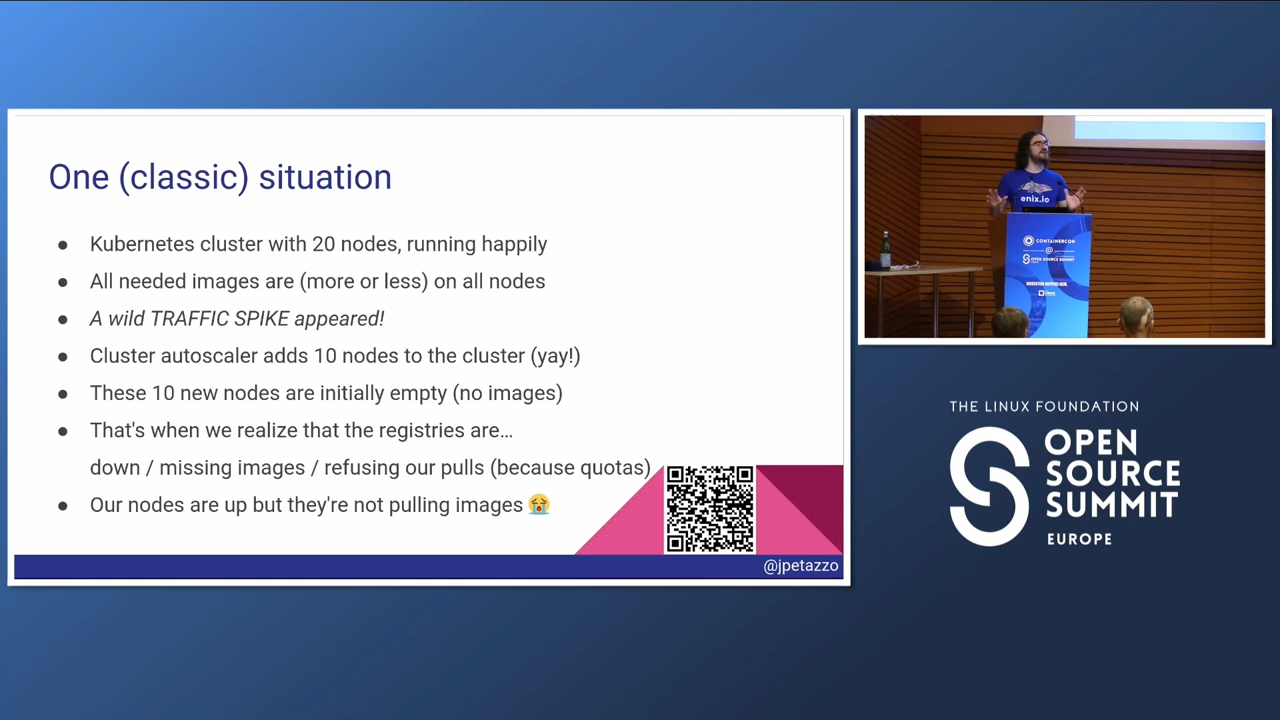 One (classic) situation
● Kubernetes cluster with 20 nodes, running happily
● All needed images are (more or less) on all nodes
● A wild TRAFFIC SPIKE appeared!
● Cluster autoscaler adds 10 nodes to the cluster (yay!)
● These 10 new nodes are initially empty (no images)
● That's when we realize that the registries are…
down / missing images / refusing our pulls (because quotas)
● Our nodes are up but they're not pulling images 😭
@jpetazzo
enix.io
CONTAINERCON
@
OPEN SOURCE SUMMIT
THE LINUX FOUNDATION
OPEN
SOURCE
SUMMIT
EUROPE